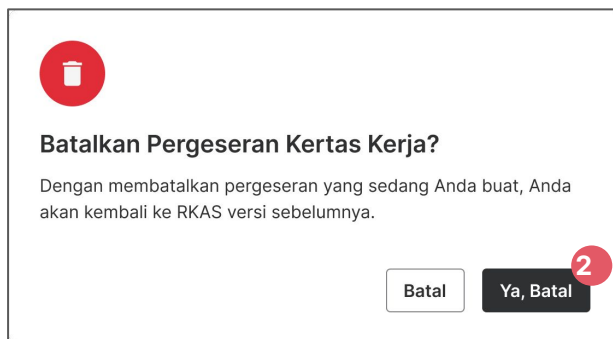 Batalkan Pergeseran Kertas Kerja?
Dengan membatalkan pergeseran yang sedang Anda buat, Anda
akan kembali ke RKAS versi sebelumnya.
2
Batal Ya, Batal